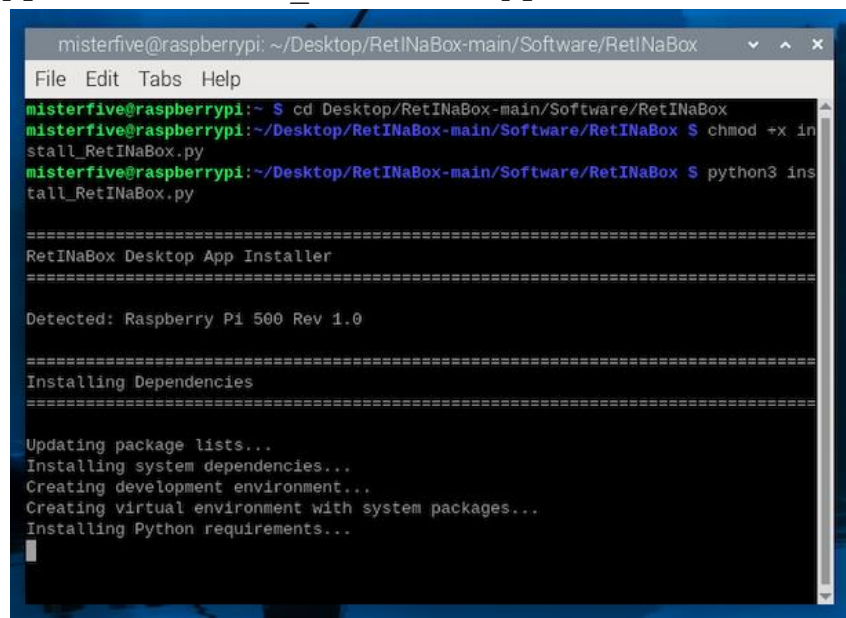 misterfive@raspberrypi: ~/Desktop/RetINaBox-main/Software/RetINaBox
File Edit Tabs Help
misterfive@raspberrypi:~ $ cd Desktop/RetINaBox-main/Software/RetINaBox
misterfive@raspberrypi:~/Desktop/RetINaBox-main/Software/RetINaBox $ chmod +x in
stall_RetINaBox.py
misterfive@raspberrypi:~/Desktop/RetINaBox-main/Software/RetINaBox $ python3 ins
tall_RetINaBox.py
================================================================================
RetINaBox Desktop App Installer
================================================================================
Detected: Raspberry Pi 500 Rev 1.0
================================================================================
Installing Dependencies
================================================================================
Updating package lists...
Installing system dependencies...
Creating development environment...
Creating virtual environment with system packages...
Installing Python requirements...